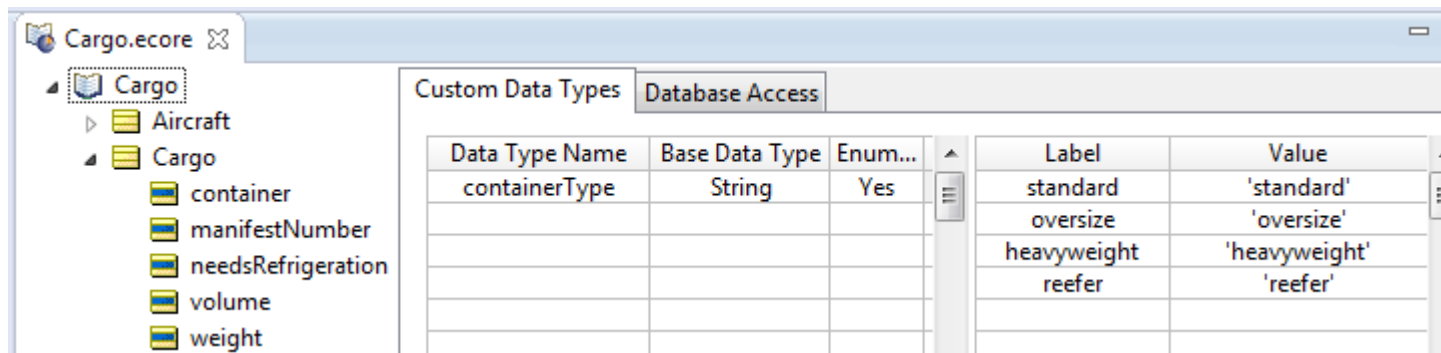 Cargo.ecore
Cargo
Aircraft
Cargo
container
manifestNumber
needsRefrigeration
volume
weight
Custom Data Types Database Access
Data Type Name Base Data Type Enum... Label Value
containerType String Yes standard 'standard'
oversize 'oversize'
heavyweight 'heavyweight'
reefer 'reefer'